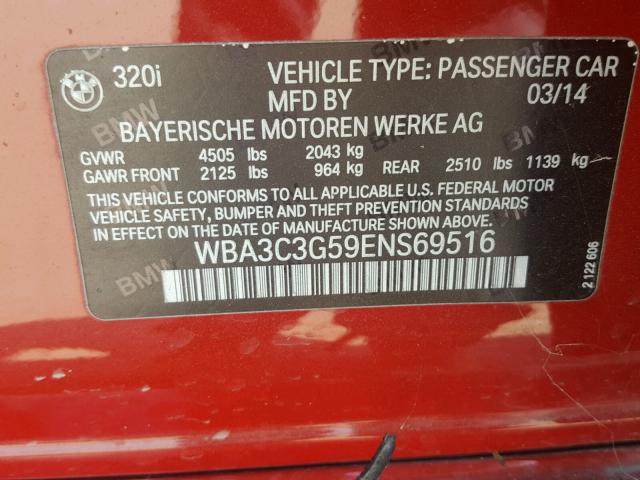 BMW 320i VEHICLE TYPE: PASSENGER CAR
MFD BY 03/14
BAYERISCHE MOTOREN WERKE AG
GVWR 4505 lbs 2043 kg
GAWR FRONT 2125 lbs 964 kg REAR 2510 lbs 1139 kg
THIS VEHICLE CONFORMS TO ALL APPLICABLE U.S. FEDERAL MOTOR
VEHICLE SAFETY, BUMPER AND THEFT PREVENTION STANDARDS
IN EFFECT ON THE DATE OF MANUFACTURE SHOWN ABOVE.
WBA3C3G59ENS69516
2 122 606